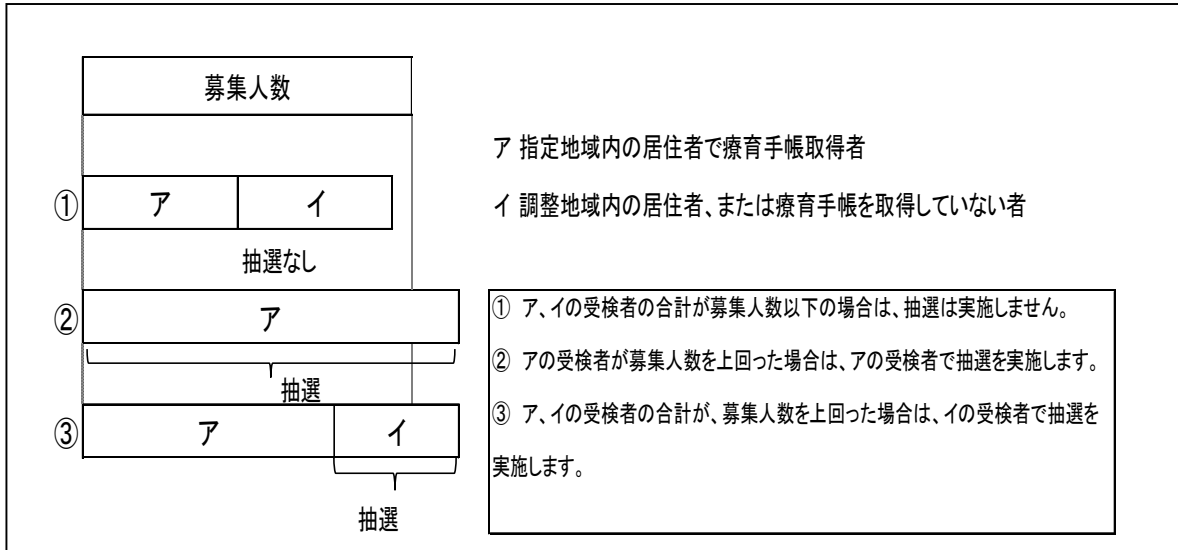 募集人数
ア 指定地域内の居住者で療育手帳取得者
イ 調整地域内の居住者、または療育手帳を取得していない者
① ア イ
抽選なし
② ア
抽選
③ ア イ
抽選
① ア、イの受検者の合計が募集人数以下の場合は、抽選は実施しません。
② アの受検者が募集人数を上回った場合は、アの受検者で抽選を実施します。
③ ア、イの受検者の合計が、募集人数を上回った場合は、イの受検者で抽選を
実施します。